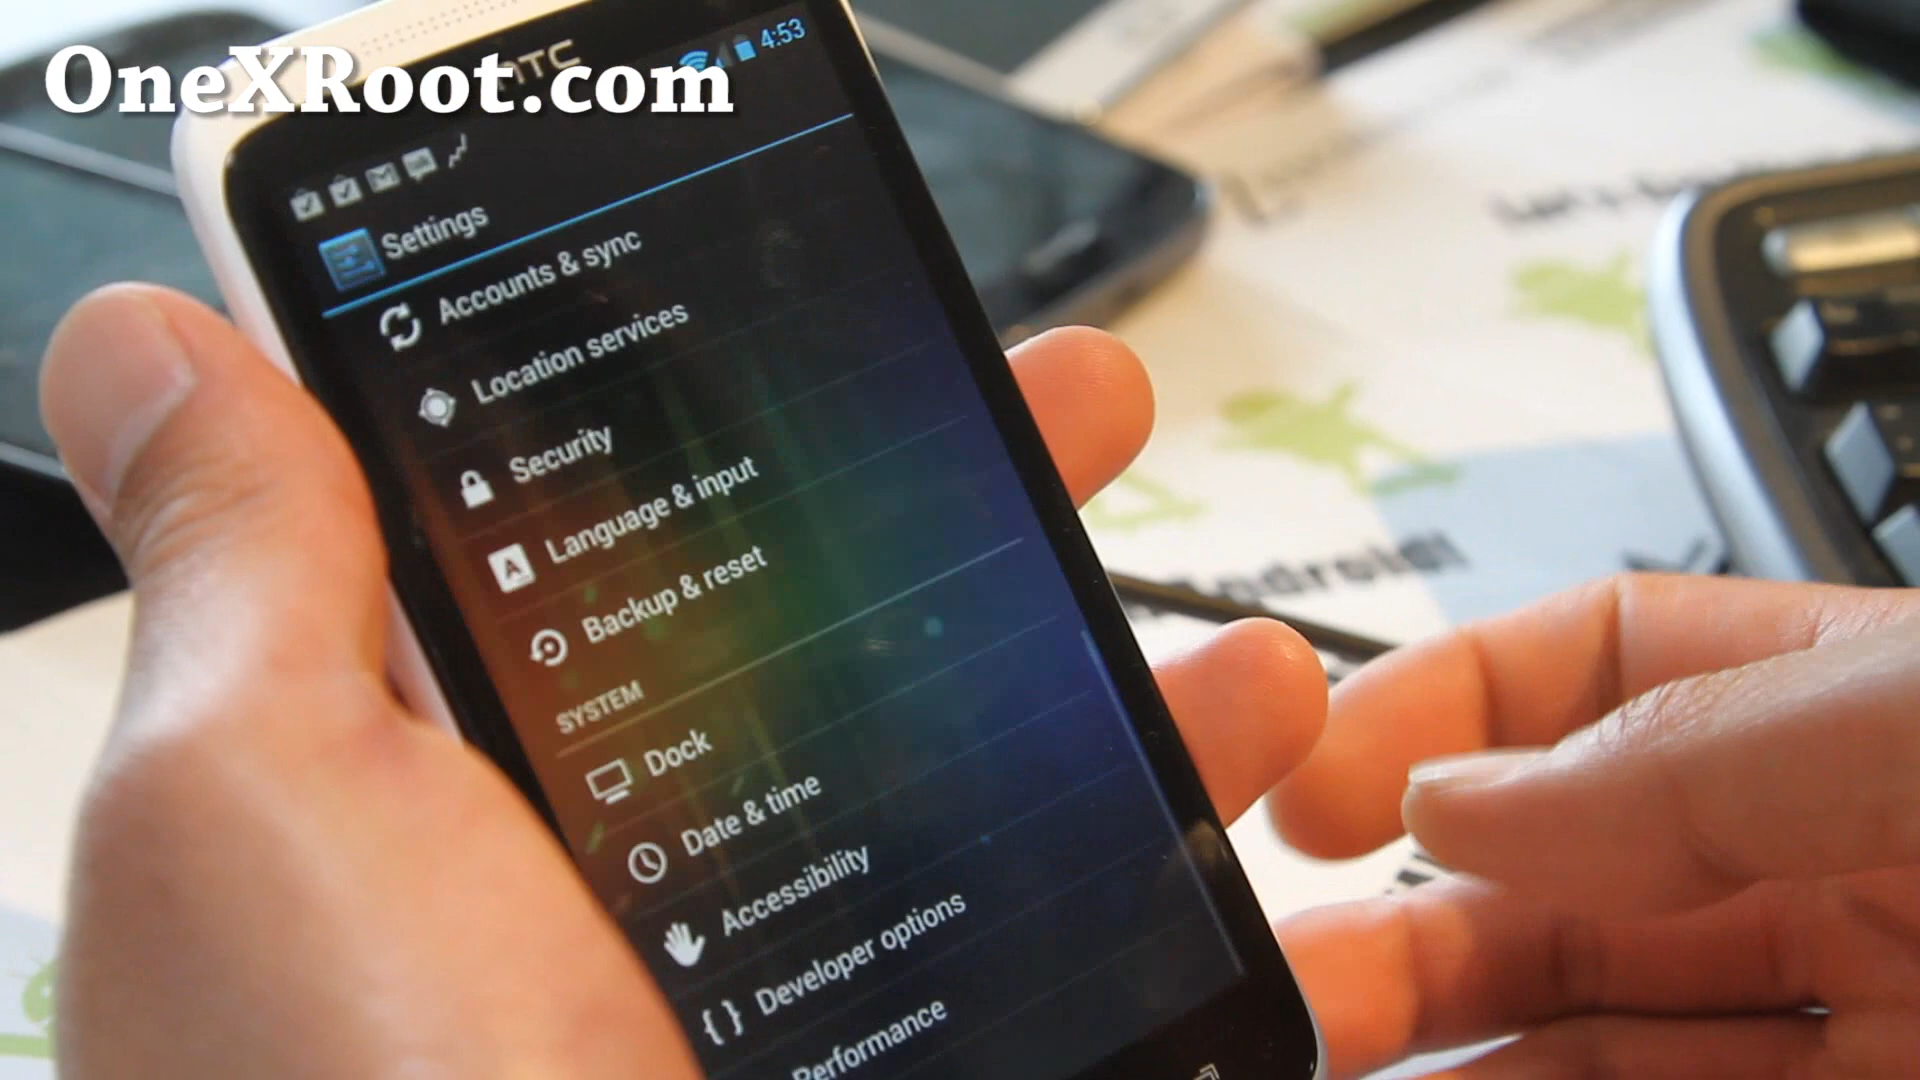 OneXRoot.com
HTC
4:53
Settings
Accounts & sync
Location services
Security
Language & input
Backup & reset
SYSTEM
Dock
Date & time
Accessibility
Developer options
Performance
Android!